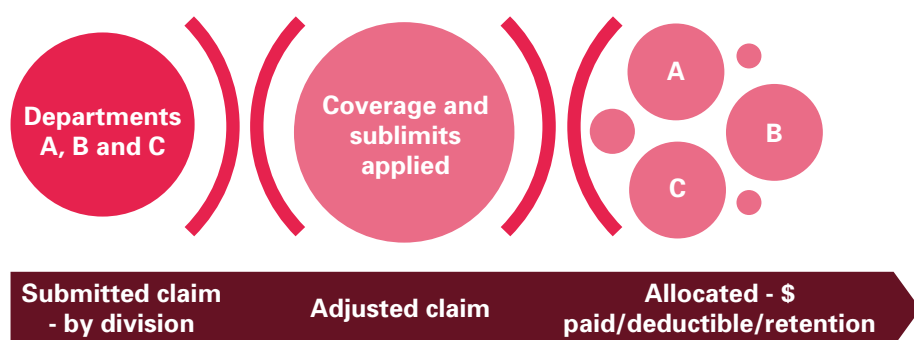 Departments
A, B and C
Coverage and
sublimits
applied
A
B
C
Submitted claim
- by division
Adjusted claim
Allocated - $
paid/deductible/retention